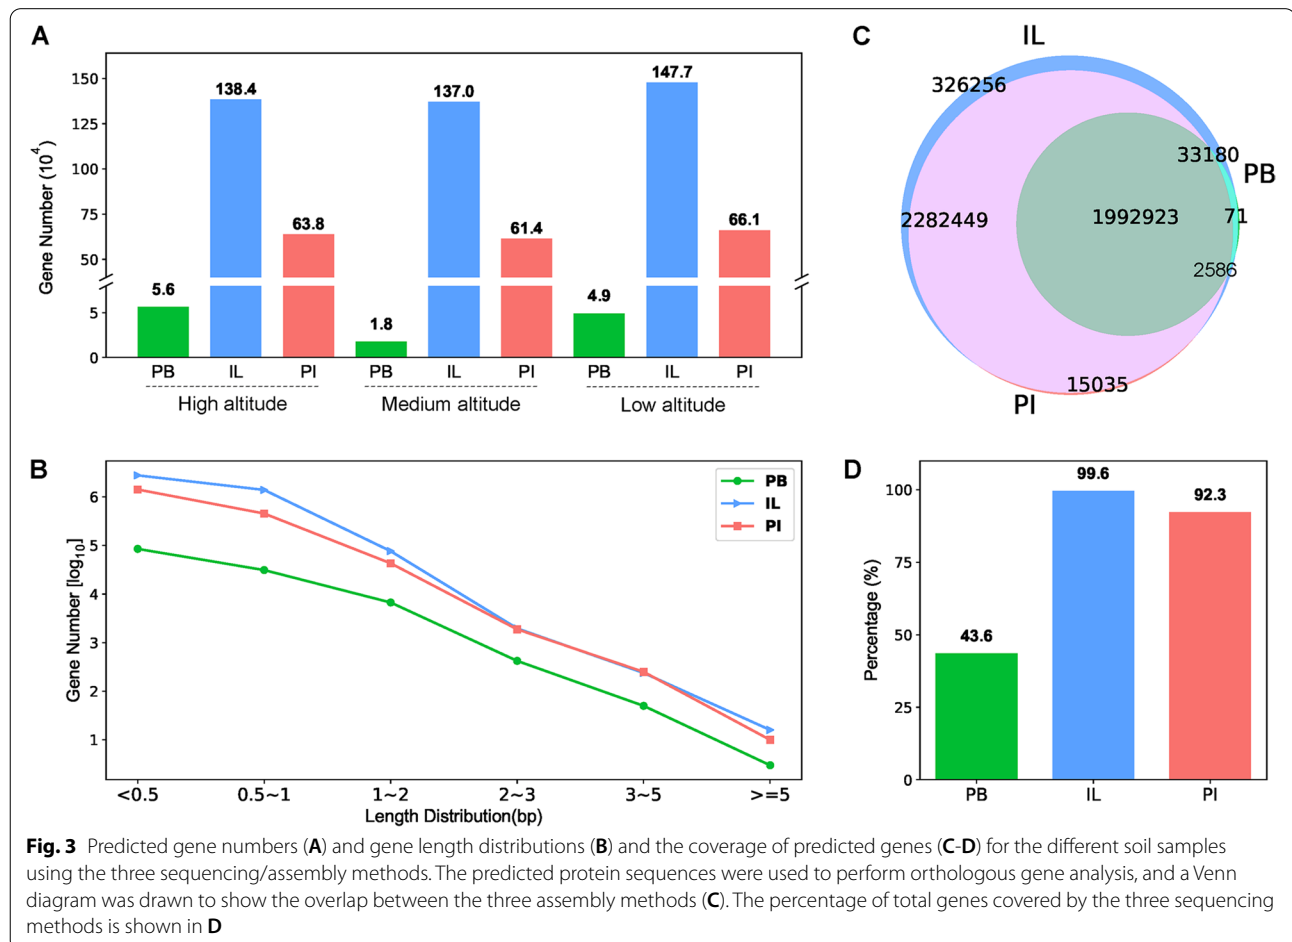 A
Gene Number (10^4)
150
125
100
75
50
5
0
5.6
138.4
63.8
1.8
137.0
61.4
4.9
147.7
66.1
PB IL PI PB IL PI PB IL PI
High altitude Medium altitude Low altitude
C
IL
326256
33180
PB
2282449
1992923
71
2586
15035
PI
B
Gene Number [log10]
6
5
4
3
2
1
PB
IL
PI
<0.5 0.5~1 1~2 2~3 3~5 >=5
Length Distribution(bp)
D
Percentage (%)
100
75
50
25
0
43.6
99.6
92.3
PB IL PI
Fig. 3 Predicted gene numbers (A) and gene length distributions (B) and the coverage of predicted genes (C-D) for the different soil samples
using the three sequencing/assembly methods. The predicted protein sequences were used to perform orthologous gene analysis, and a Venn
diagram was drawn to show the overlap between the three assembly methods (C). The percentage of total genes covered by the three sequencing
methods is shown in D